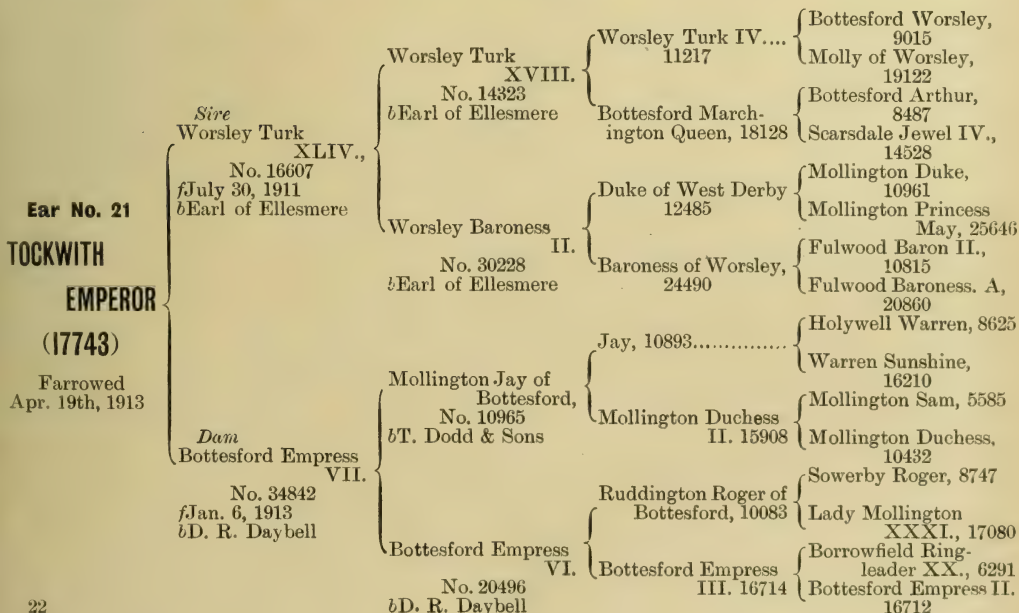 Ear No. 21
TOCKWITH
EMPEROR
(17743)
Farrowed
Apr. 19th, 1913
Sire
Worsley Turk
XLIV.,
No. 16607
fJuly 30, 1911
bEarl of Ellesmere
Dam
Bottesford Empress
VII.
No. 34842
fJan. 6, 1913
bD. R. Daybell
Worsley Turk
XVIII.
No. 14323
bEarl of Ellesmere
Worsley Baroness
II.
No. 30228
bEarl of Ellesmere
Mollington Jay of
Bottesford,
No. 10965
bT. Dodd & Sons
Bottesford Empress
VI.
No. 20496
bD. R. Daybell
Worsley Turk IV....
11217
Bottesford March-
ington Queen, 18128
Duke of West Derby
12485
Baroness of Worsley,
24490
Jay, 10893...............
Mollington Duchess
II. 15908
Ruddington Roger of
Bottesford, 10083
Bottesford Empress
III. 16714
Bottesford Worsley,
9015
Molly of Worsley,
19122
Bottesford Arthur,
8487
Scarsdale Jewel IV.,
14528
Mollington Duke,
10961
Mollington Princess
May, 25646
Fulwood Baron II.,
10815
Fulwood Baroness. A,
20860
Holywell Warren, 8625
Warren Sunshine,
16210
Mollington Sam, 5585
Mollington Duchess,
10432
Sowerby Roger, 8747
Lady Mollington
XXXI., 17080
Borrowfield Ring-
leader XX., 6291
Bottesford Empress II.
16712
22